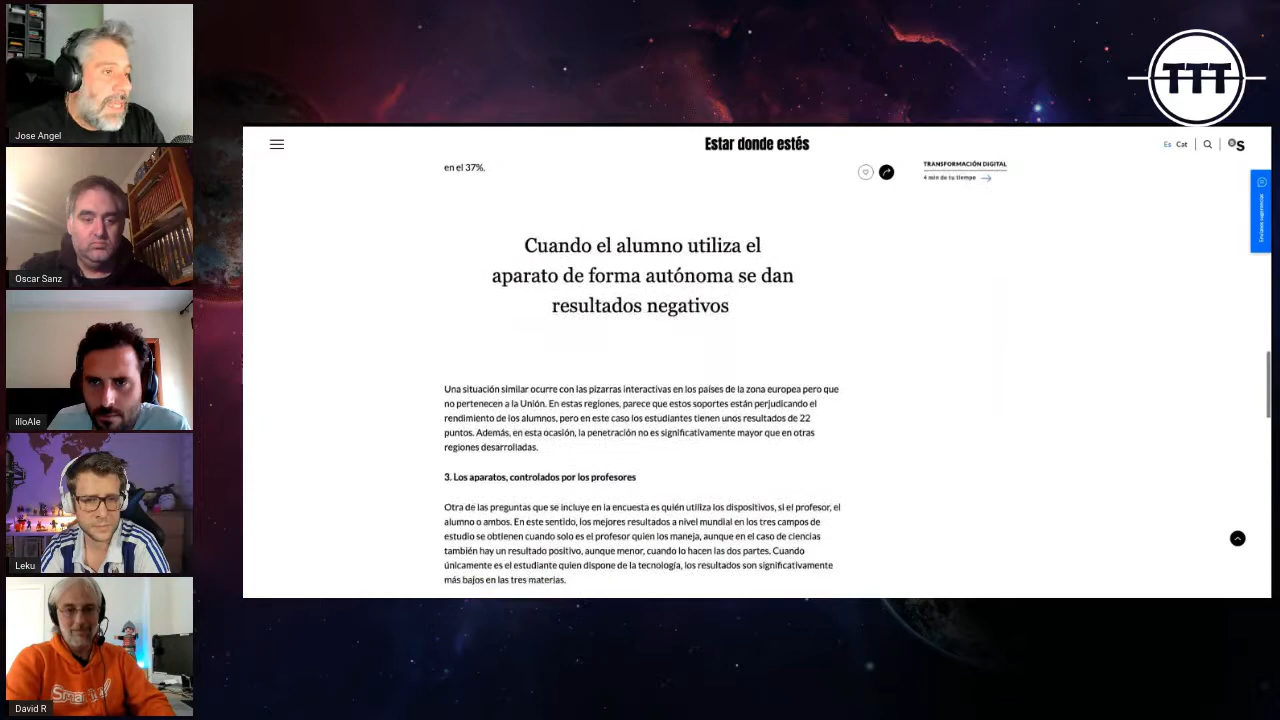 Jose Angel
Oscar Sanz
illoAle
Leku
David R
TTT
Estar donde estés
Es
Cat
S
en el 37%.
TRANSFORMACIÓN DIGITAL
4 min de tu tiempo
Envíanos sugerencias
Cuando el alumno utiliza el
aparato de forma autónoma se dan
resultados negativos
Una situación similar ocurre con las pizarras interactivas en los países de la zona europea pero que
no pertenecen a la Unión. En estas regiones, parece que estos soportes están perjudicando el
rendimiento de los alumnos, pero en este caso los estudiantes tienen unos resultados de 22
puntos. Además, en esta ocasión, la penetración no es significativamente mayor que en otras
regiones desarrolladas.
3. Los aparatos, controlados por los profesores
Otra de las preguntas que se incluye en la encuesta es quién utiliza los dispositivos, si el profesor, el
alumno o ambos. En este sentido, los mejores resultados a nivel mundial en los tres campos de
estudio se obtienen cuando solo es el profesor quien los maneja, aunque en el caso de ciencias
también hay un resultado positivo, aunque menor, cuando lo hacen las dos partes. Cuando
únicamente es el estudiante quien dispone de la tecnología, los resultados son significativamente
más bajos en las tres materias.